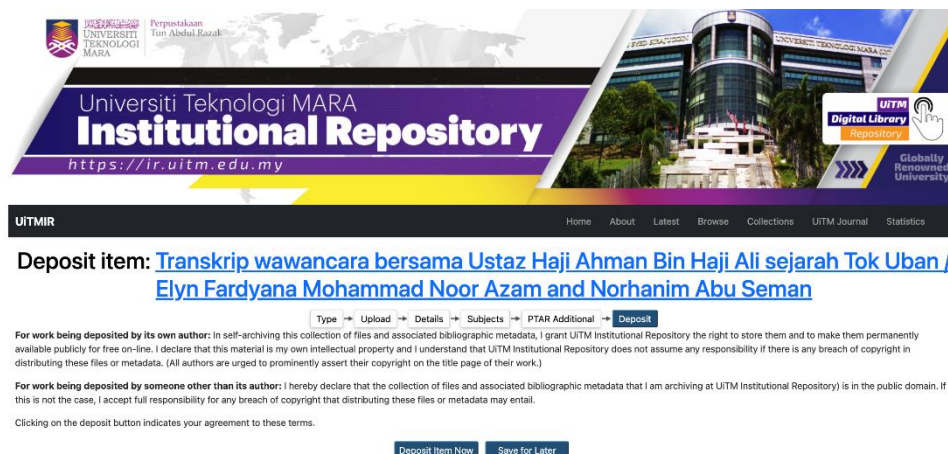 UNIVERSITI
TEKNOLOGI
MARA
Perpustakaan
Tun Abdul Razak
Universiti Teknologi MARA
Institutional Repository
https://ir.uitm.edu.my
UiTM
Digital Library
Repository
Globally
Renowned
University
UiTMIR
Home About Latest Browse Collections UiTM Journal Statistics
Deposit item: Transkrip wawancara bersama Ustaz Haji Ahman Bin Haji Ali sejarah Tok Uban /
Elyn Fardyana Mohammad Noor Azam and Norhanim Abu Seman
Type Upload Details Subjects PTAR Additional Deposit
For work being deposited by its own author: In self-archiving this collection of files and associated bibliographic metadata, I grant UiTM Institutional Repository the right to store them and to make them permanently
available publicly for free on-line. I declare that this material is my own intellectual property and I understand that UiTM Institutional Repository does not assume any responsibility if there is any breach of copyright in
distributing these files or metadata. (All authors are urged to prominently assert their copyright on the title page of their work.)
For work being deposited by someone other than its author: I hereby declare that the collection of files and associated bibliographic metadata that I am archiving at UiTM Institutional Repository) is in the public domain. If
this is not the case, I accept full responsibility for any breach of copyright that distributing these files or metadata may entail.
Clicking on the deposit button indicates your agreement to these terms.
Deposit Item Now Save for Later